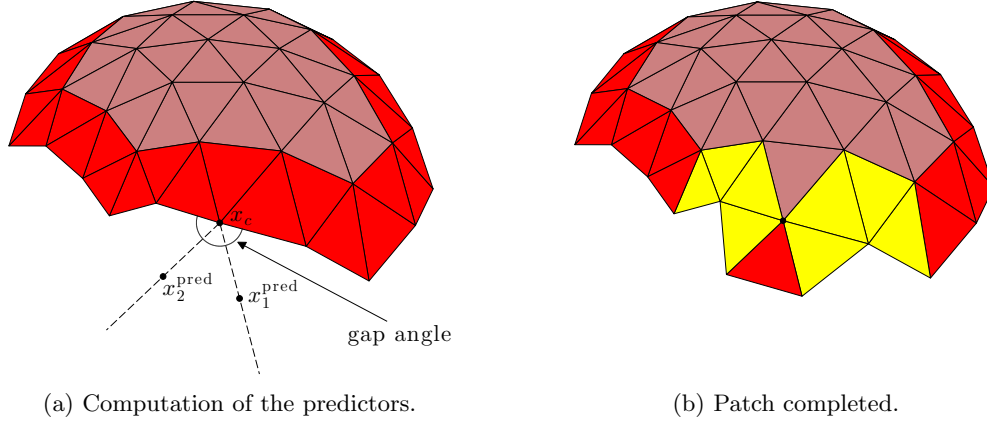 x_c
x_2^pred
x_1^pred
gap angle
(a) Computation of the predictors.
(b) Patch completed.